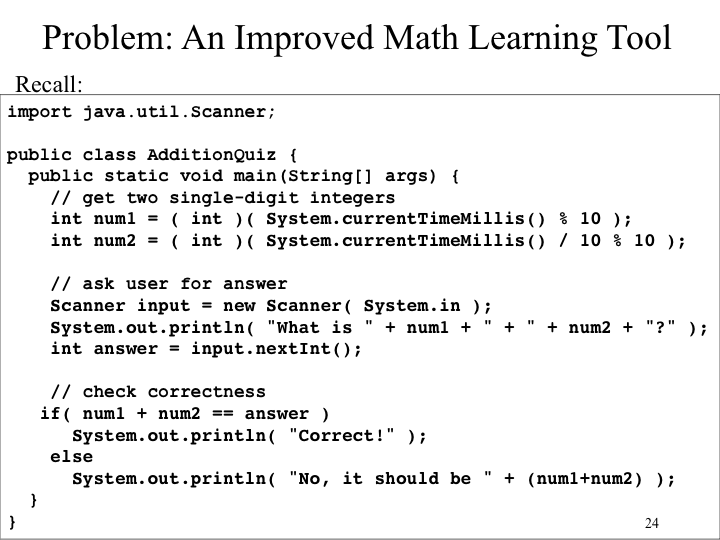 Problem: An Improved Math Learning Tool
Recall:
import java.util.Scanner;

public class AdditionQuiz {
  public static void main(String[] args) {
    // get two single-digit integers
    int num1 = ( int )( System.currentTimeMillis() % 10 );
    int num2 = ( int )( System.currentTimeMillis() / 10 % 10 );

    // ask user for answer
    Scanner input = new Scanner( System.in );
    System.out.println( "What is " + num1 + " + " + num2 + "?" );
    int answer = input.nextInt();

    // check correctness
   if( num1 + num2 == answer )
      System.out.println( "Correct!" );
    else
      System.out.println( "No, it should be " + (num1+num2) );
  }
}
24